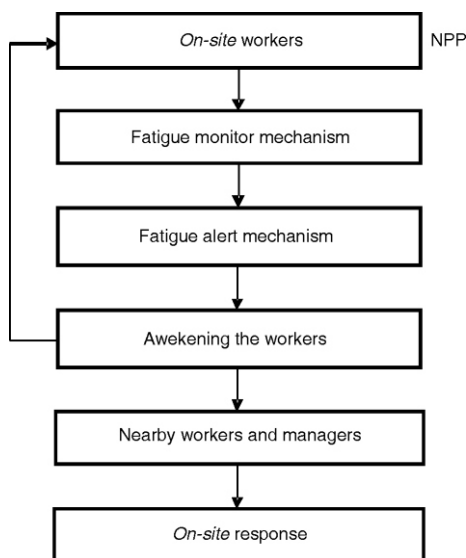 On-site workers NPP
Fatigue monitor mechanism
Fatigue alert mechanism
Awekening the workers
Nearby workers and managers
On-site response